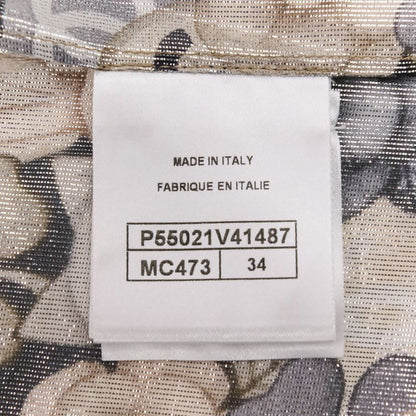 MADE IN ITALY
FABRIQUE EN ITALIE
P55021V41487
MC473 34